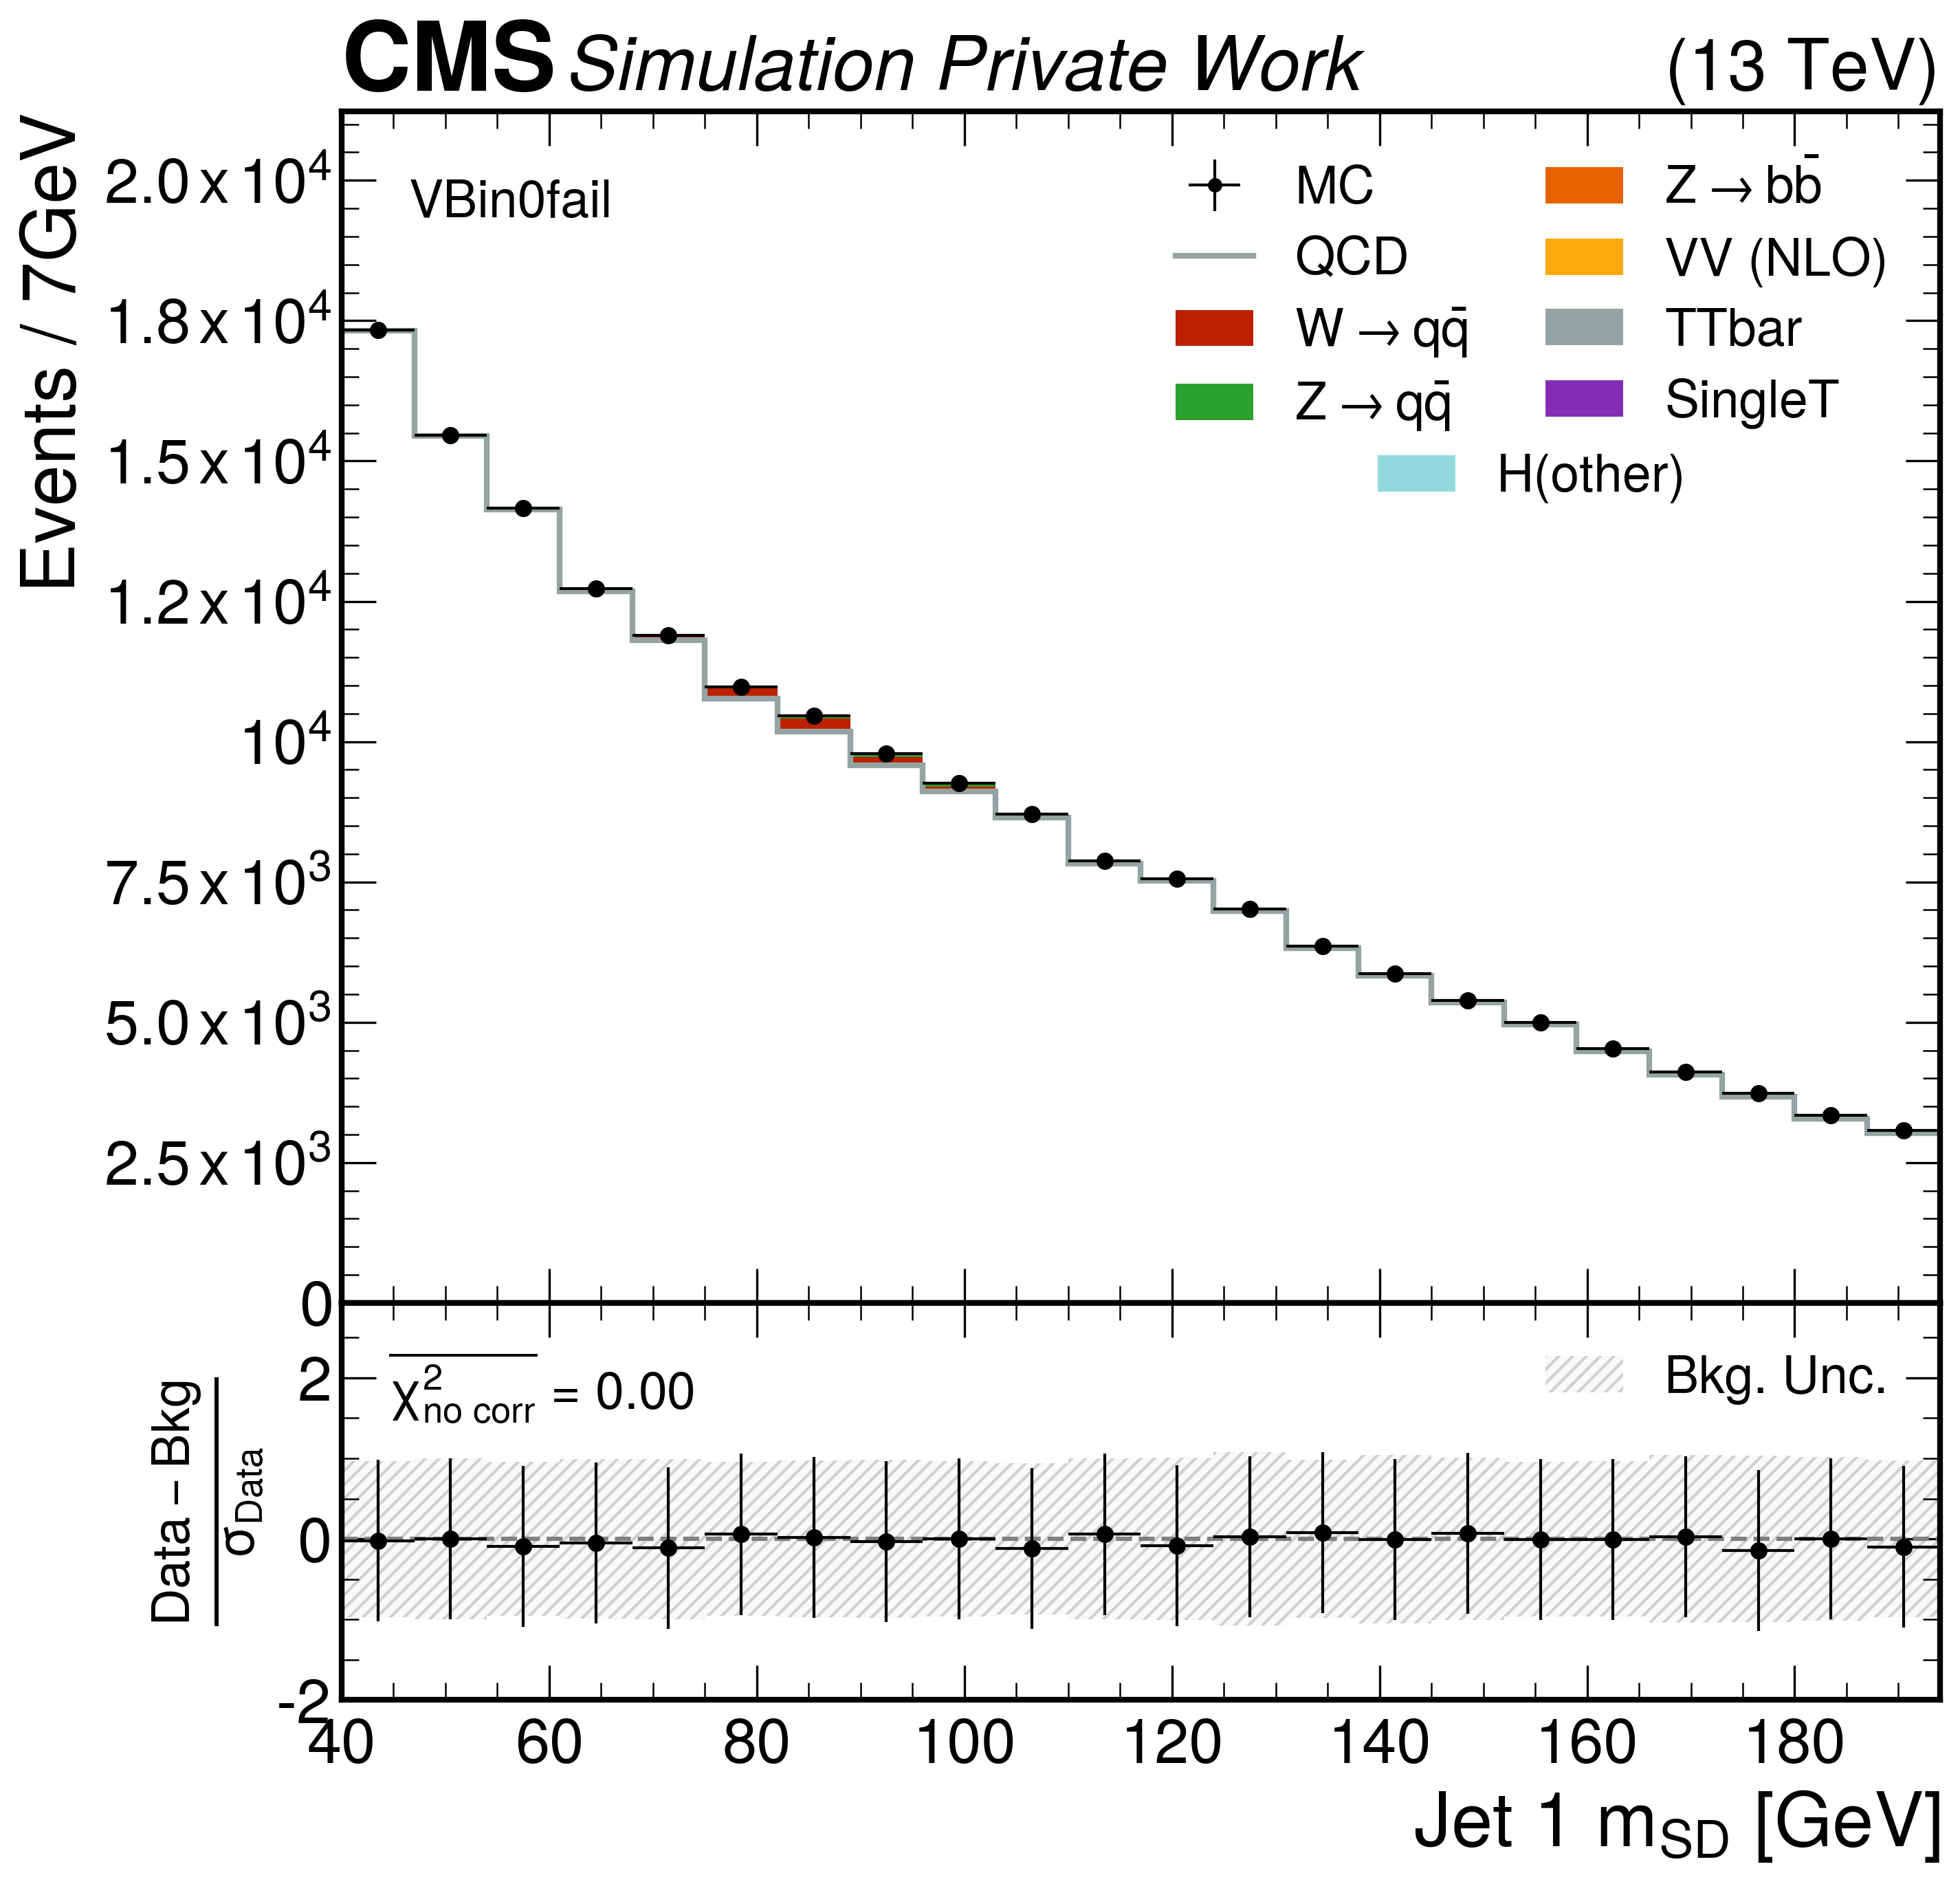 CMS Simulation Private Work (13 TeV)
Events / 7GeV
2.0 x 10⁴
1.8 x 10⁴
1.5 x 10⁴
1.2 x 10⁴
10⁴
7.5 x 10³
5.0 x 10³
2.5 x 10³
0
VBin0fail
MC
QCD
W → qq̄
Z → qq̄
Z → bb̄
VV (NLO)
TTbar
SingleT
H(other)
Data − Bkg
σ_Data
2
0
-2
χ²_no corr = 0.00
Bkg. Unc.
40 60 80 100 120 140 160 180
Jet 1 m_SD [GeV]